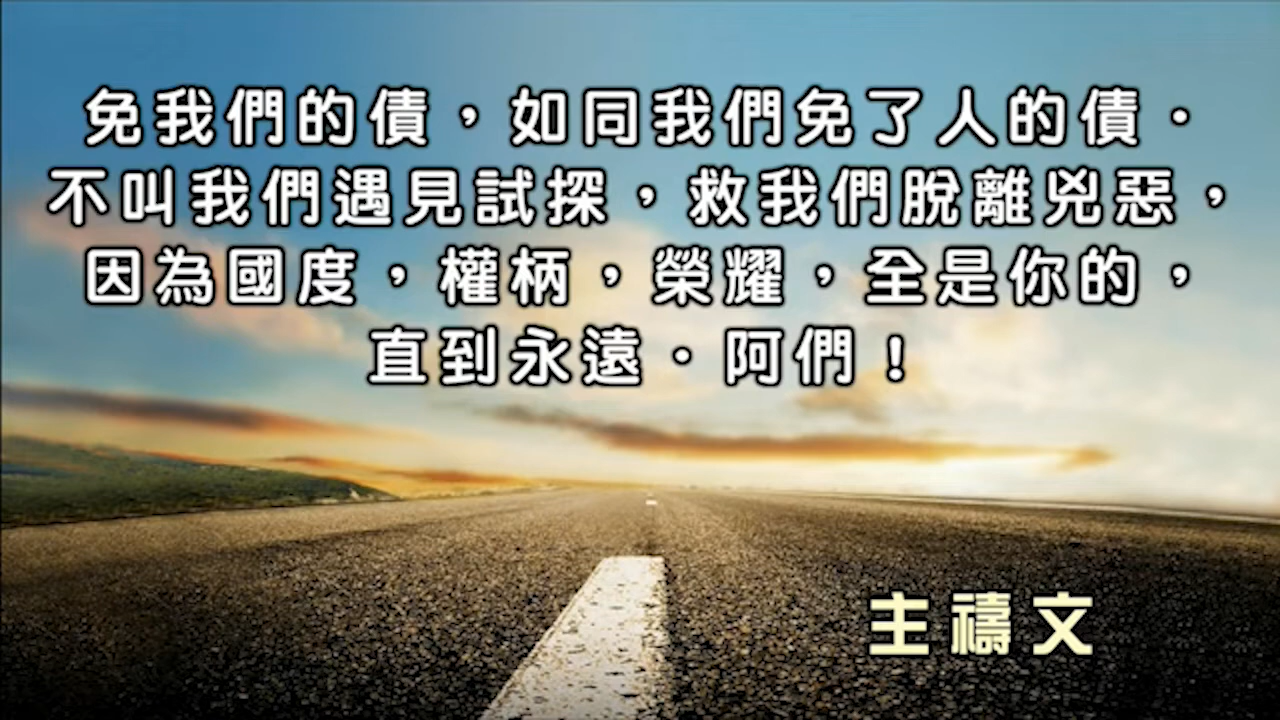 免我們的債，如同我們免了人的債．
不叫我們遇見試探，救我們脫離兇惡，
因為國度，權柄，榮耀，全是你的，
直到永遠．阿們！
主禱文